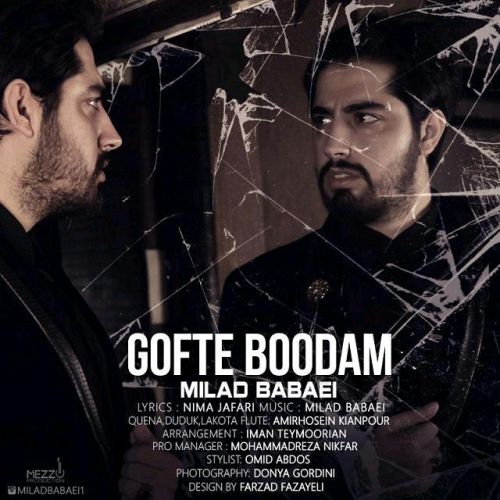 GOFTE BOODAM
MILAD BABAEI
LYRICS : NIMA JAFARI MUSIC : MILAD BABAEI
QUENA,DUDUK,LAKOTA FLUTE: AMIRHOSEIN KIANPOUR
ARRANGEMENT : IMAN TEYMOORIAN
PRO MANAGER : MOHAMMADREZA NIKFAR
STYLIST: OMID ABDOS
PHOTOGRAPHY: DONYA GORDINI
DESIGN BY FARZAD FAZAYELI
MEZZO
PRODUCTION
@MILADBABAEI1